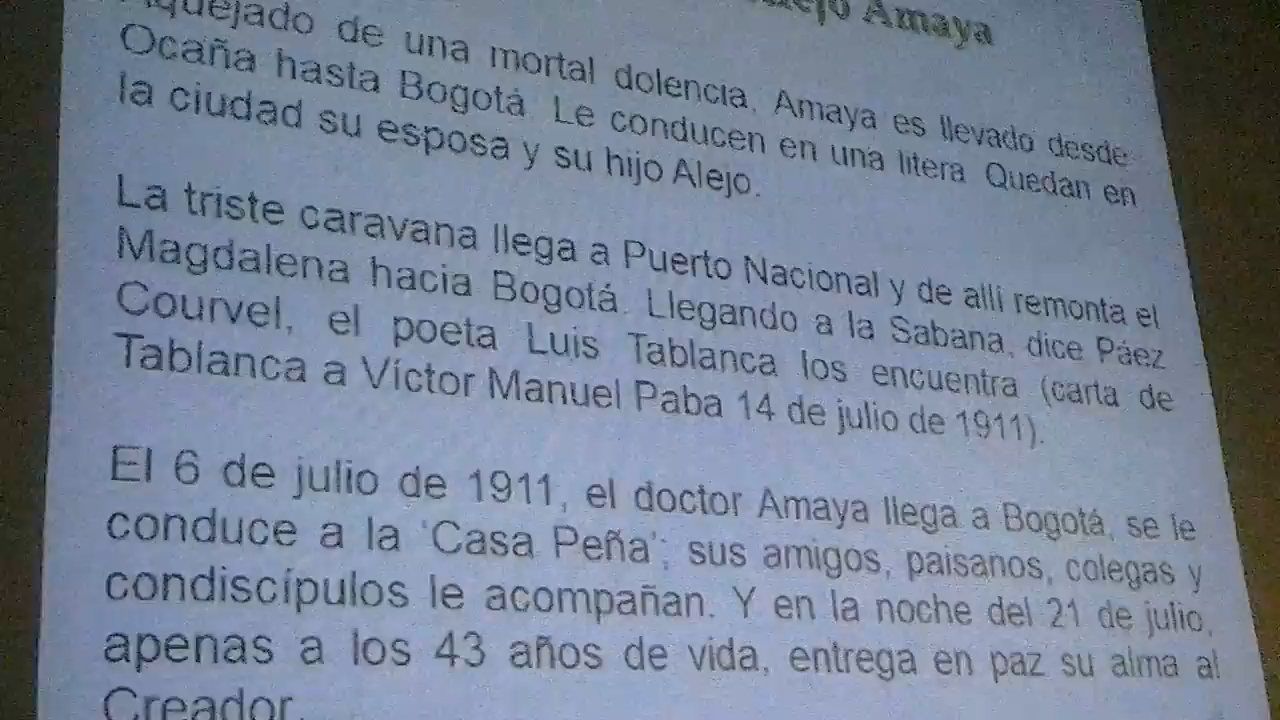 Amaya
quejado de una mortal dolencia, Amaya es llevado desde
Ocaña hasta Bogotá. Le conducen en una litera. Quedan en
la ciudad su esposa y su hijo Alejo.
La triste caravana llega a Puerto Nacional y de allí remonta el
Magdalena hacia Bogotá. Llegando a la Sabana, dice Páez
Courvel, el poeta Luis Tablanca los encuentra (carta de
Tablanca a Víctor Manuel Paba 14 de julio de 1911).
El 6 de julio de 1911, el doctor Amaya llega a Bogotá, se le
conduce a la 'Casa Peña'; sus amigos, paisanos, colegas y
condiscípulos le acompañan. Y en la noche del 21 de julio,
apenas a los 43 años de vida, entrega en paz su alma al
Creador.